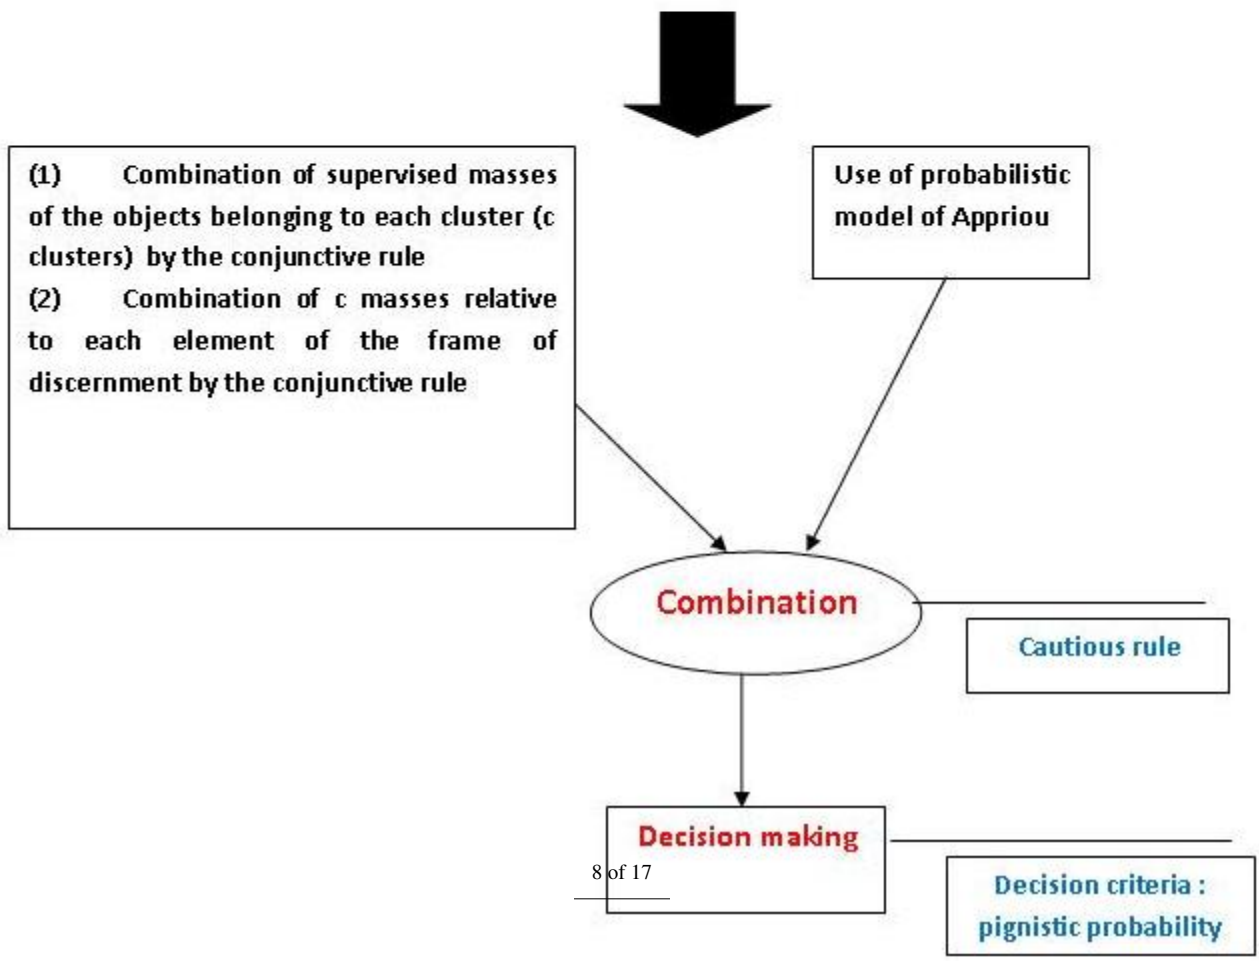 (1) Combination of supervised masses
of the objects belonging to each cluster (c
clusters) by the conjunctive rule
(2) Combination of c masses relative
to each element of the frame of
discernment by the conjunctive rule
Use of probabilistic
model of Appriou
Combination
Cautious rule
Decision making
8 of 17
Decision criteria :
pignistic probability